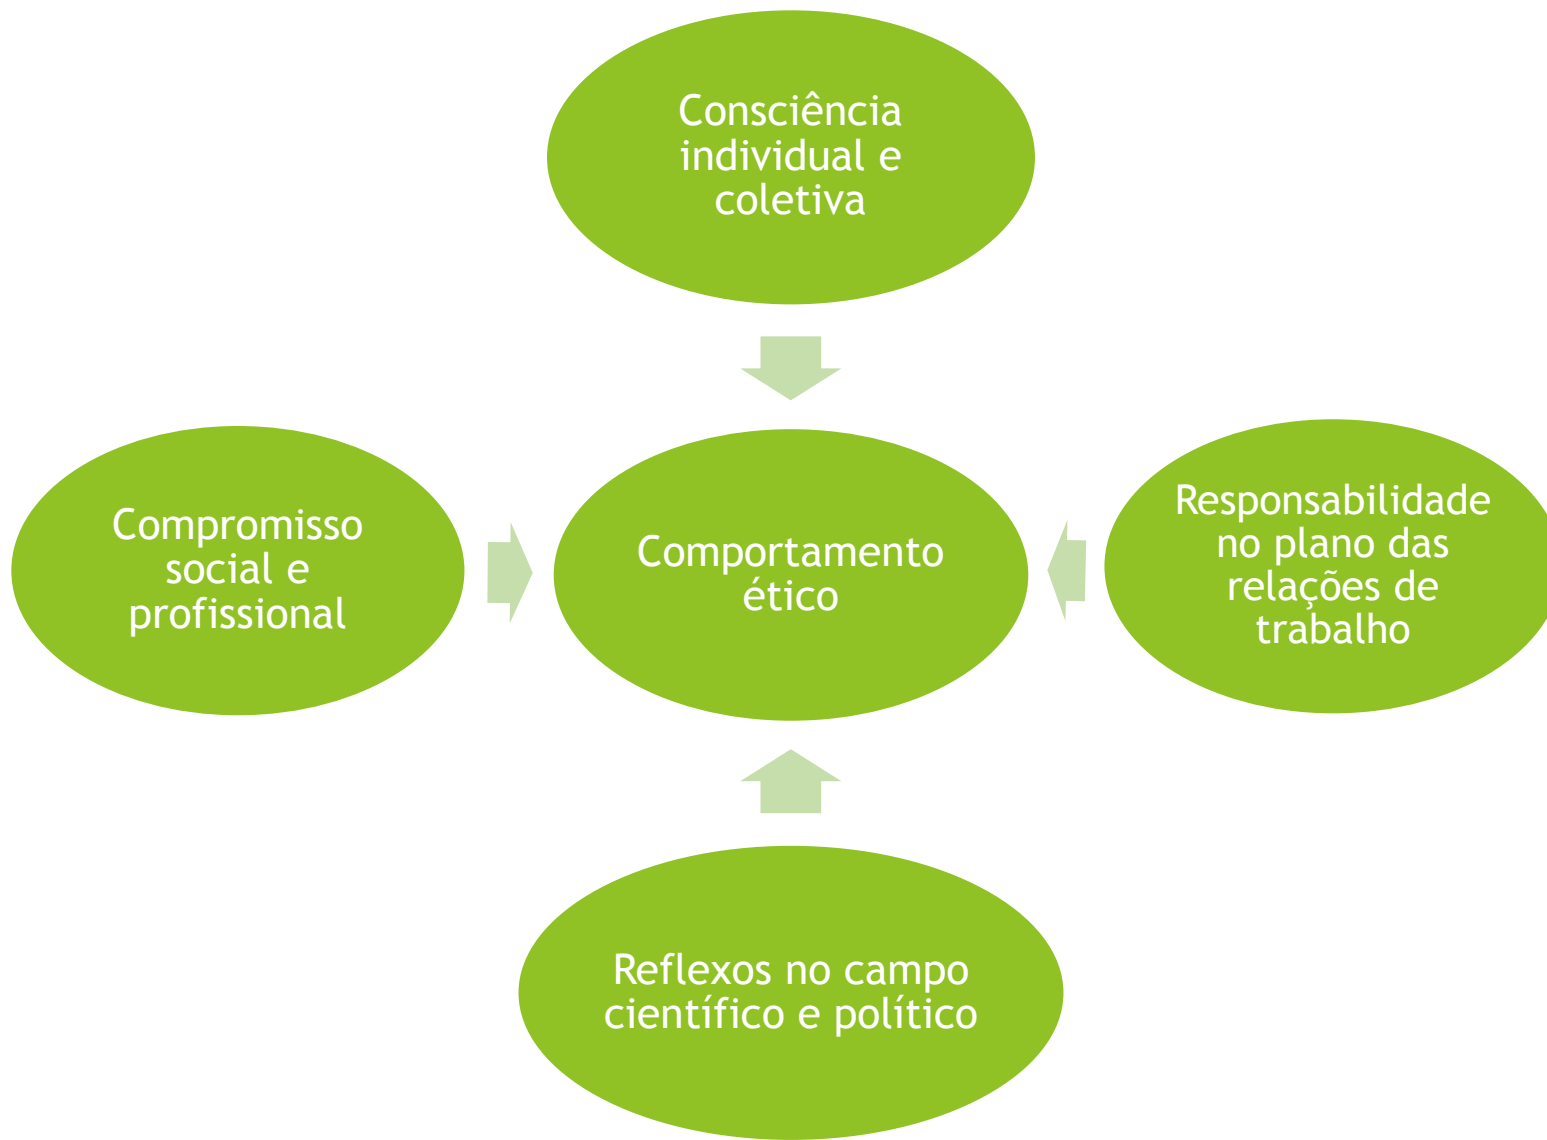 Consciência
individual e
coletiva
Compromisso
social e
profissional
Comportamento
ético
Responsabilidade
no plano das
relações de
trabalho
Reflexos no campo
científico e político